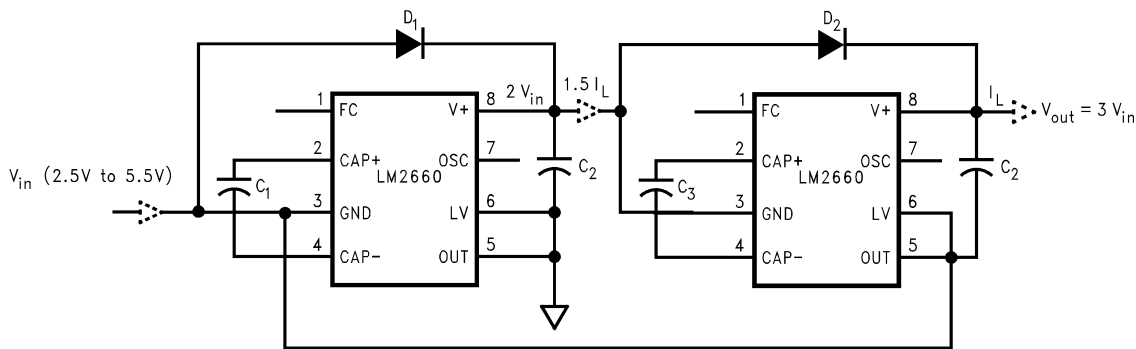 D1
D2
1 FC V+ 8
2 Vin
1.5 IL
1 FC V+ 8
IL
Vout = 3 Vin
2 CAP+ OSC 7
C2
2 CAP+ OSC 7
C2
Vin (2.5V to 5.5V)
C1
LM2660
C3
LM2660
3 GND LV 6
3 GND LV 6
4 CAP- OUT 5
4 CAP- OUT 5